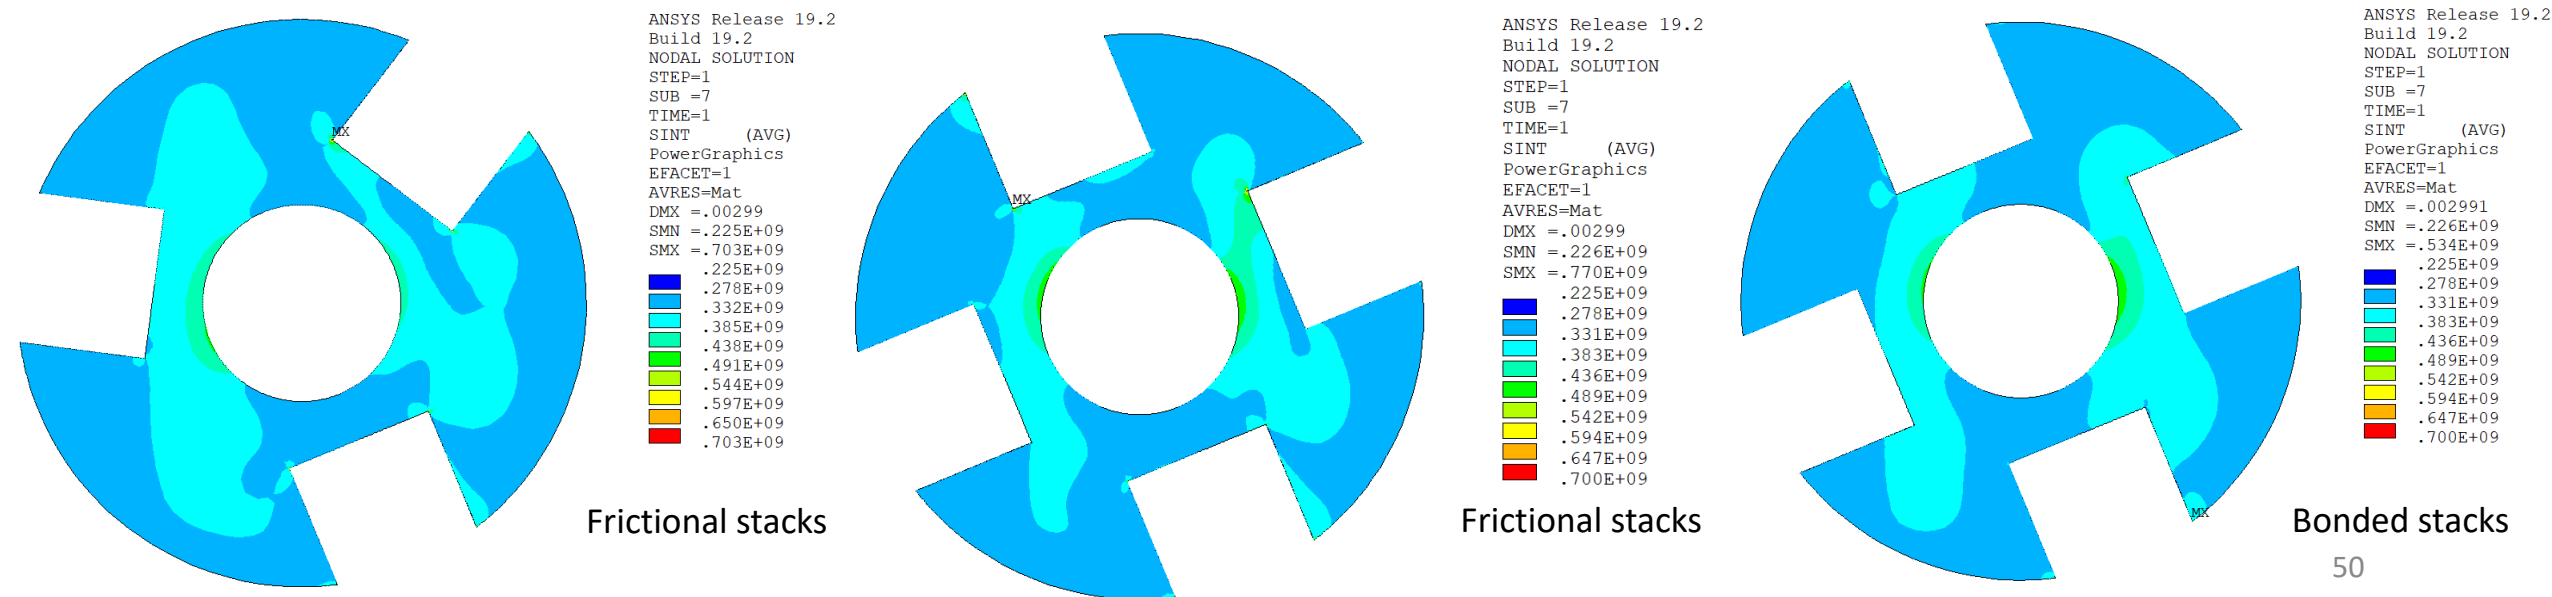 ANSYS Release 19.2
Build 19.2
NODAL SOLUTION
STEP=1
SUB =7
TIME=1
SINT (AVG)
PowerGraphics
EFACET=1
AVRES=Mat
DMX =.00299
SMN =.225E+09
SMX =.703E+09
.225E+09
.278E+09
.332E+09
.385E+09
.438E+09
.491E+09
.544E+09
.597E+09
.650E+09
.703E+09
MX
Frictional stacks
ANSYS Release 19.2
Build 19.2
NODAL SOLUTION
STEP=1
SUB =7
TIME=1
SINT (AVG)
PowerGraphics
EFACET=1
AVRES=Mat
DMX =.00299
SMN =.226E+09
SMX =.770E+09
.225E+09
.278E+09
.331E+09
.383E+09
.436E+09
.489E+09
.542E+09
.594E+09
.647E+09
.700E+09
MX
Frictional stacks
ANSYS Release 19.2
Build 19.2
NODAL SOLUTION
STEP=1
SUB =7
TIME=1
SINT (AVG)
PowerGraphics
EFACET=1
AVRES=Mat
DMX =.002991
SMN =.226E+09
SMX =.534E+09
.225E+09
.278E+09
.331E+09
.383E+09
.436E+09
.489E+09
.542E+09
.594E+09
.647E+09
.700E+09
MX
Bonded stacks
50